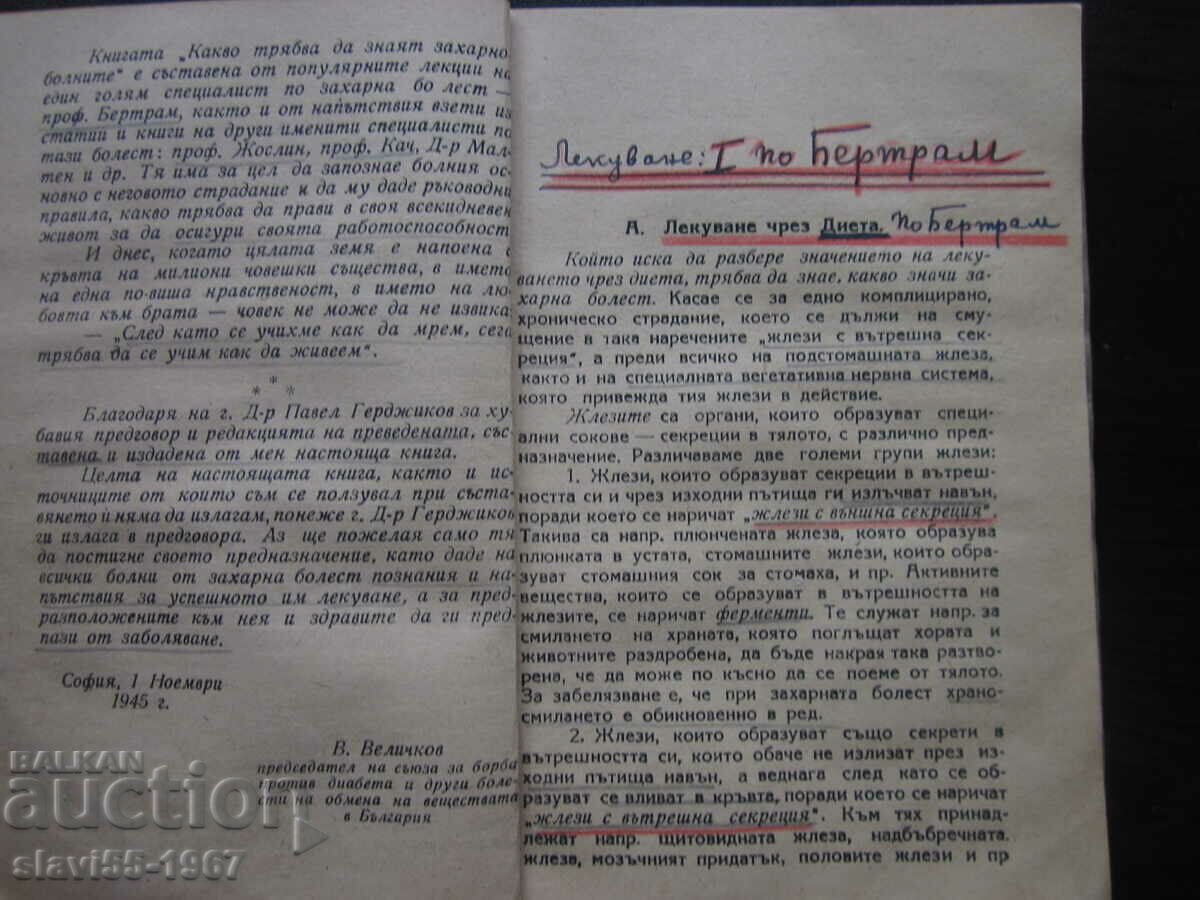 Книгата „Какво трябва да знаят захарно
болните“ е съставена от популярните лекции на
един голям специалист по захарна бо лест —
проф. Бертрам, както и от напътствия взети из
статии и книги на други именити специалисти по
тази болест: проф. Жослин, проф. Кач, Д-р Мал-
тен и др. Тя има за цел да запознае болния ос-
новно с неговото страдание и да му даде ръководни
правила, какво трябва да прави в своя всекидневен
живот за да осигури своята работоспособност
И днес, когато цялата земя е напоена с
кръвта на милиони човешки същества, в името
на една по-виша нравственост, в името на лю-
бовта към брата — човек не може да не извика:
— „След като се учихме как да мрем, сега
трябва да се учим как да живеем“.
* * *
Благодаря на г. Д-р Павел Герджиков за ху-
бавия предговор и редакцията на преведената, със-
тавена и издадена от мен настояща книга.
Целта на настоящата книга, както и из-
точниците от които съм се ползувал при съста-
вянето ѝ няма да излагам, понеже г. Д-р Герджиков
ги излага в предговора. Аз ще пожелая само тя
да постигне своето предназначение, като даде на
всички болни от захарна болест познания и на-
пътствия за успешното им лекуване, а за пред-
разположените към нея и здравите да ги пред-
пази от заболяване.
София, 1 Ноември
1945 г.
В. Величков
председател на съюза за борба
против диабета и други боле-
сти на обмена на веществата
в България
Лекуване: I по Бертрам
А. Лекуване чрез Диета. По Бертрам
Който иска да разбере значението на леку-
ването чрез диета, трябва да знае, какво значи за-
харна болест. Касае се за едно комплицирано,
хроническо страдание, което се дължи на сму-
щение в така наречените „жлези с вътрешна сек-
реция“, а преди всичко на подстомашната жлеза,
както и на специалната вегетативна нервна система,
която привежда тия жлези в действие.
Жлезите са органи, които образуват специ-
ални сокове — секреции в тялото, с различно пред-
назначение. Различаваме две големи групи жлези:
1. Жлези, които образуват секреции в вътреш-
ността си и чрез изходни пътища ги излъчват навън,
поради което се наричат „жлези с външна секреция“.
Такива са напр. плюнчената жлеза, която образува
плюнката в устата, стомашните жлези, които обра-
зуват стомашния сок за стомаха, и пр. Активните
вещества, които се образуват в вътрешността на
жлезите, се наричат ферменти. Те служат напр. за
смилането на храната, която поглъщат хората и
животните раздробена, да бъде накрая така разтво-
рена, че да може по късно да се поеме от тялото.
За забелязване е, че при захарната болест храно-
смилането е обикновенно в ред.
2. Жлези, които образуват също секрети в
вътрешността си, които обаче не излизат през из-
ходни пътища навън, а веднага след като се об-
разуват се вливат в кръвта, поради което се наричат
„жлези с вътрешна секреция“. Към тях принад-
лежат напр. щитовидната жлеза, надбъбречната.
жлеза, мозъчният придатък, половите жлези и пр
BALKAN
auction
slavi55-1967